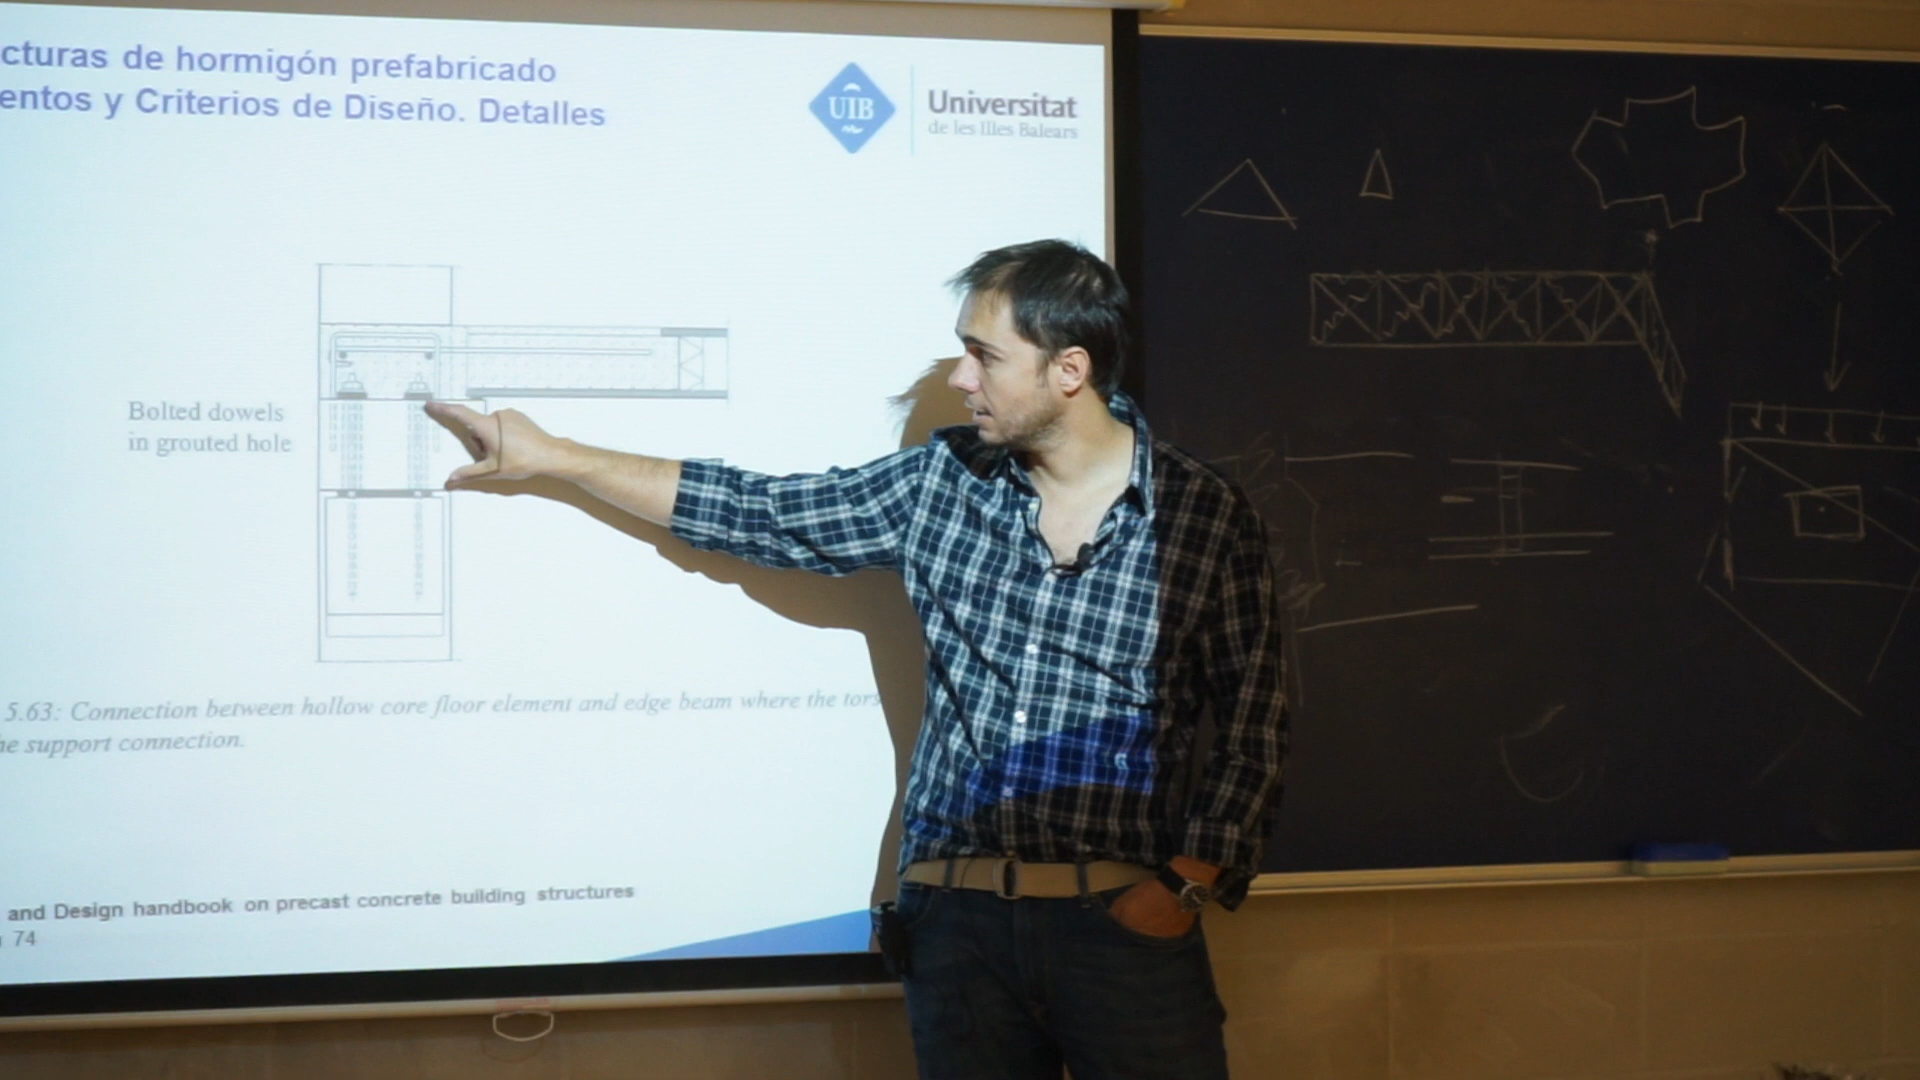 cturas de hormigón prefabricado
entos y Criterios de Diseño. Detalles
UIB
Universitat
de les Illes Balears
Bolted dowels
in grouted hole
5.63: Connection between hollow core floor element and edge beam where the tors
he support connection.
and Design handbook on precast concrete building structures
74